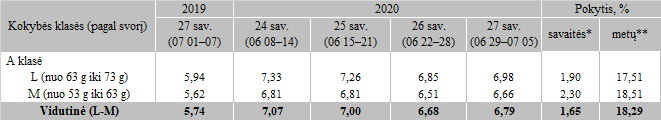 Kokybės klasės (pagal svorį) 2019 2020 Pokytis, %
27 sav. (07 01–07) 24 sav. (06 08–14) 25 sav. (06 15–21) 26 sav. (06 22–28) 27 sav. (06 29–07 05) savaitės* metų**
A klasė
L (nuo 63 g iki 73 g) 5,94 7,33 7,26 6,85 6,98 1,90 17,51
M (nuo 53 g iki 63 g) 5,62 6,81 6,81 6,51 6,66 2,30 18,51
Vidutinė (L-M) 5,74 7,07 7,00 6,68 6,79 1,65 18,29